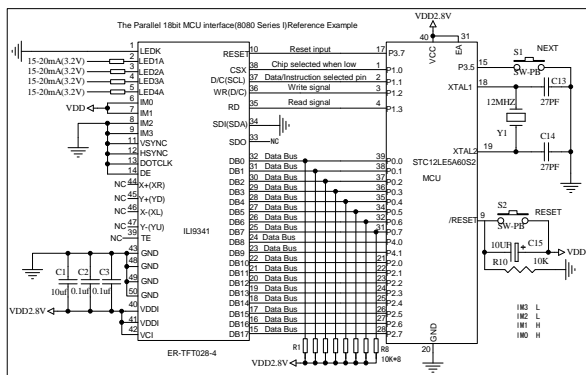 The Parallel 18bit MCU interface(8080 Series I)Reference Example
VDD2.8V
40 31
VCC EA
1 LEDK
15-20mA(3.2V) 2 LED1A
15-20mA(3.2V) 3 LED2A
15-20mA(3.2V) 4 LED3A
15-20mA(3.2V) 5 LED4A
VDD
6 IM0
7 IM1
8 IM2
9 IM3
11 VSYNC
12 HSYNC
13 DOTCLK
14 DE
NC 44 X+(XR)
NC 45 Y+(YD)
NC 46 X-(XL)
NC 47 Y-(YU)
NC 39 TE
43 GND
48 GND
49 GND
50 GND
40 VDDI
41 VDDI
42 VCI
C1 C2 C3
10uf 0.1uf 0.1uf
VDD2.8V
ILI9341
ER-TFT028-4
RESET 10 Reset input 17 P3.7
CSX 38 Chip selected when low 1 P1.0
D/C(SCL) 37 Data/Instruction selected pin 2 P1.1
WR(D/C) 36 Write signal 3 P1.2
RD 35 Read signal 4 P1.3
SDI(SDA) 34
SDO 33 NC
DB0 32 Data Bus 39 P0.0
DB1 31 Data Bus 38 P0.1
DB2 30 Data Bus 37 P0.2
DB3 29 Data Bus 36 P0.3
DB4 28 Data Bus 35 P0.4
DB5 27 Data Bus 34 P0.5
DB6 26 Data Bus 33 P0.6
DB7 25 Data Bus 32 P0.7
DB8 24 Data Bus P4.0
DB9 23 Data Bus P4.1
DB10 22 Data Bus 21 P2.0
DB11 21 Data Bus 22 P2.1
DB12 20 Data Bus 23 P2.2
DB13 19 Data Bus 24 P2.3
DB14 18 Data Bus 25 P2.4
DB15 17 Data Bus 26 P2.5
DB16 16 Data Bus 27 P2.6
DB17 15 Data Bus 28 P2.7
R1 R8
10K*8
VDD2.8V
STC12LE5A60S2
MCU
GND
20
P3.5 15 S1 NEXT
SW-PB
XTAL1 18 C13
27PF
12MHZ
Y1
XTAL2 19 C14
27PF
/RESET 9 S2 RESET
SW-PB
10UH C15
VDD
R10 10K
IM3 L
IM2 L
IM1 H
IM0 H